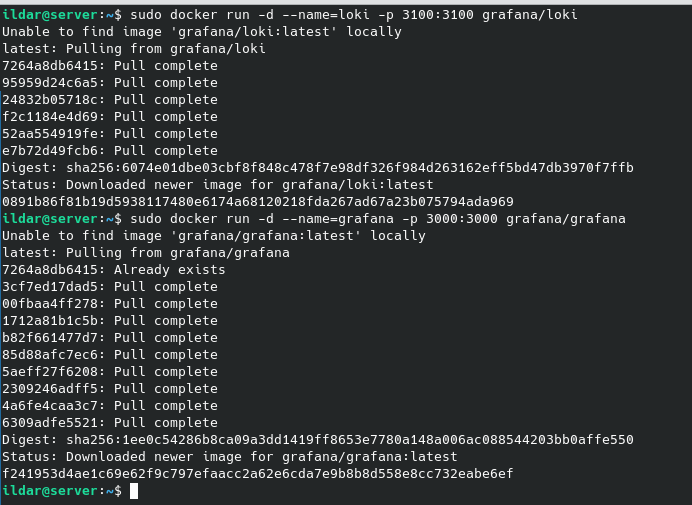 ildar@server:~$ sudo docker run -d --name=loki -p 3100:3100 grafana/loki
Unable to find image 'grafana/loki:latest' locally
latest: Pulling from grafana/loki
7264a8db6415: Pull complete
95959d24c6a5: Pull complete
24832b05718c: Pull complete
f2c1184e4d69: Pull complete
52aa554919fe: Pull complete
e7b72d49fcb6: Pull complete
Digest: sha256:6074e01dbe03cbf8f848c478f7e98df326f984d263162eff5bd47db3970f7ffb
Status: Downloaded newer image for grafana/loki:latest
0891b86f81b19d5938117480e6174a68120218fda267ad67a23b075794ada969
ildar@server:~$ sudo docker run -d --name=grafana -p 3000:3000 grafana/grafana
Unable to find image 'grafana/grafana:latest' locally
latest: Pulling from grafana/grafana
7264a8db6415: Already exists
3cf7ed17dad5: Pull complete
00fbaa4ff278: Pull complete
1712a81b1c5b: Pull complete
b82f661477d7: Pull complete
85d88afc7ec6: Pull complete
5aeff27f6208: Pull complete
2309246adff5: Pull complete
4a6fe4caa3c7: Pull complete
6309adfe5521: Pull complete
Digest: sha256:1ee0c54286b8ca09a3dd1419ff8653e7780a148a006ac088544203bb0affe550
Status: Downloaded newer image for grafana/grafana:latest
f241953d4ae1c69e62f9c797efaacc2a62e6cda7e9b8b8d558e8cc732eabe6ef
ildar@server:~$